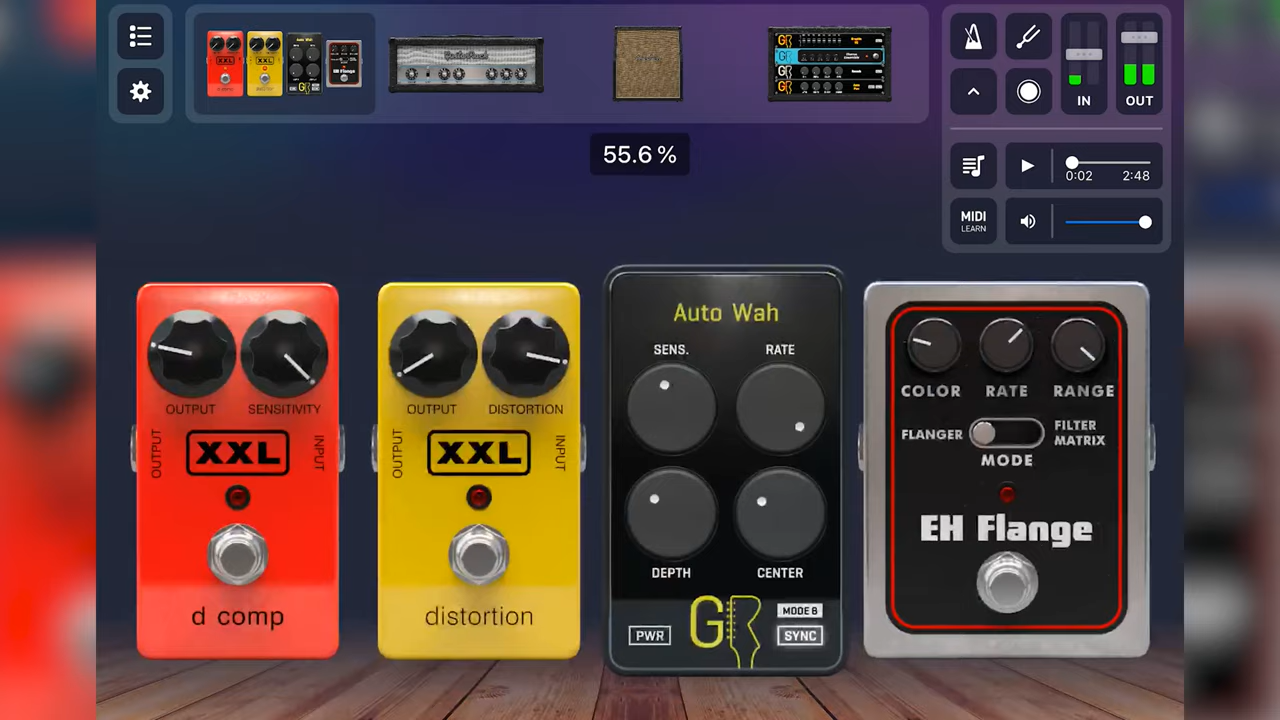 IN
OUT
55.6 %
0:02
2:48
MIDI
LEARN
OUTPUT
SENSITIVITY
OUTPUT
XXL
INPUT
d comp
OUTPUT
DISTORTION
OUTPUT
XXL
INPUT
distortion
Auto Wah
SENS.
RATE
DEPTH
CENTER
PWR
GR
MODE 6
SYNC
COLOR
RATE
RANGE
FLANGER
FILTER
MATRIX
MODE
EH Flange